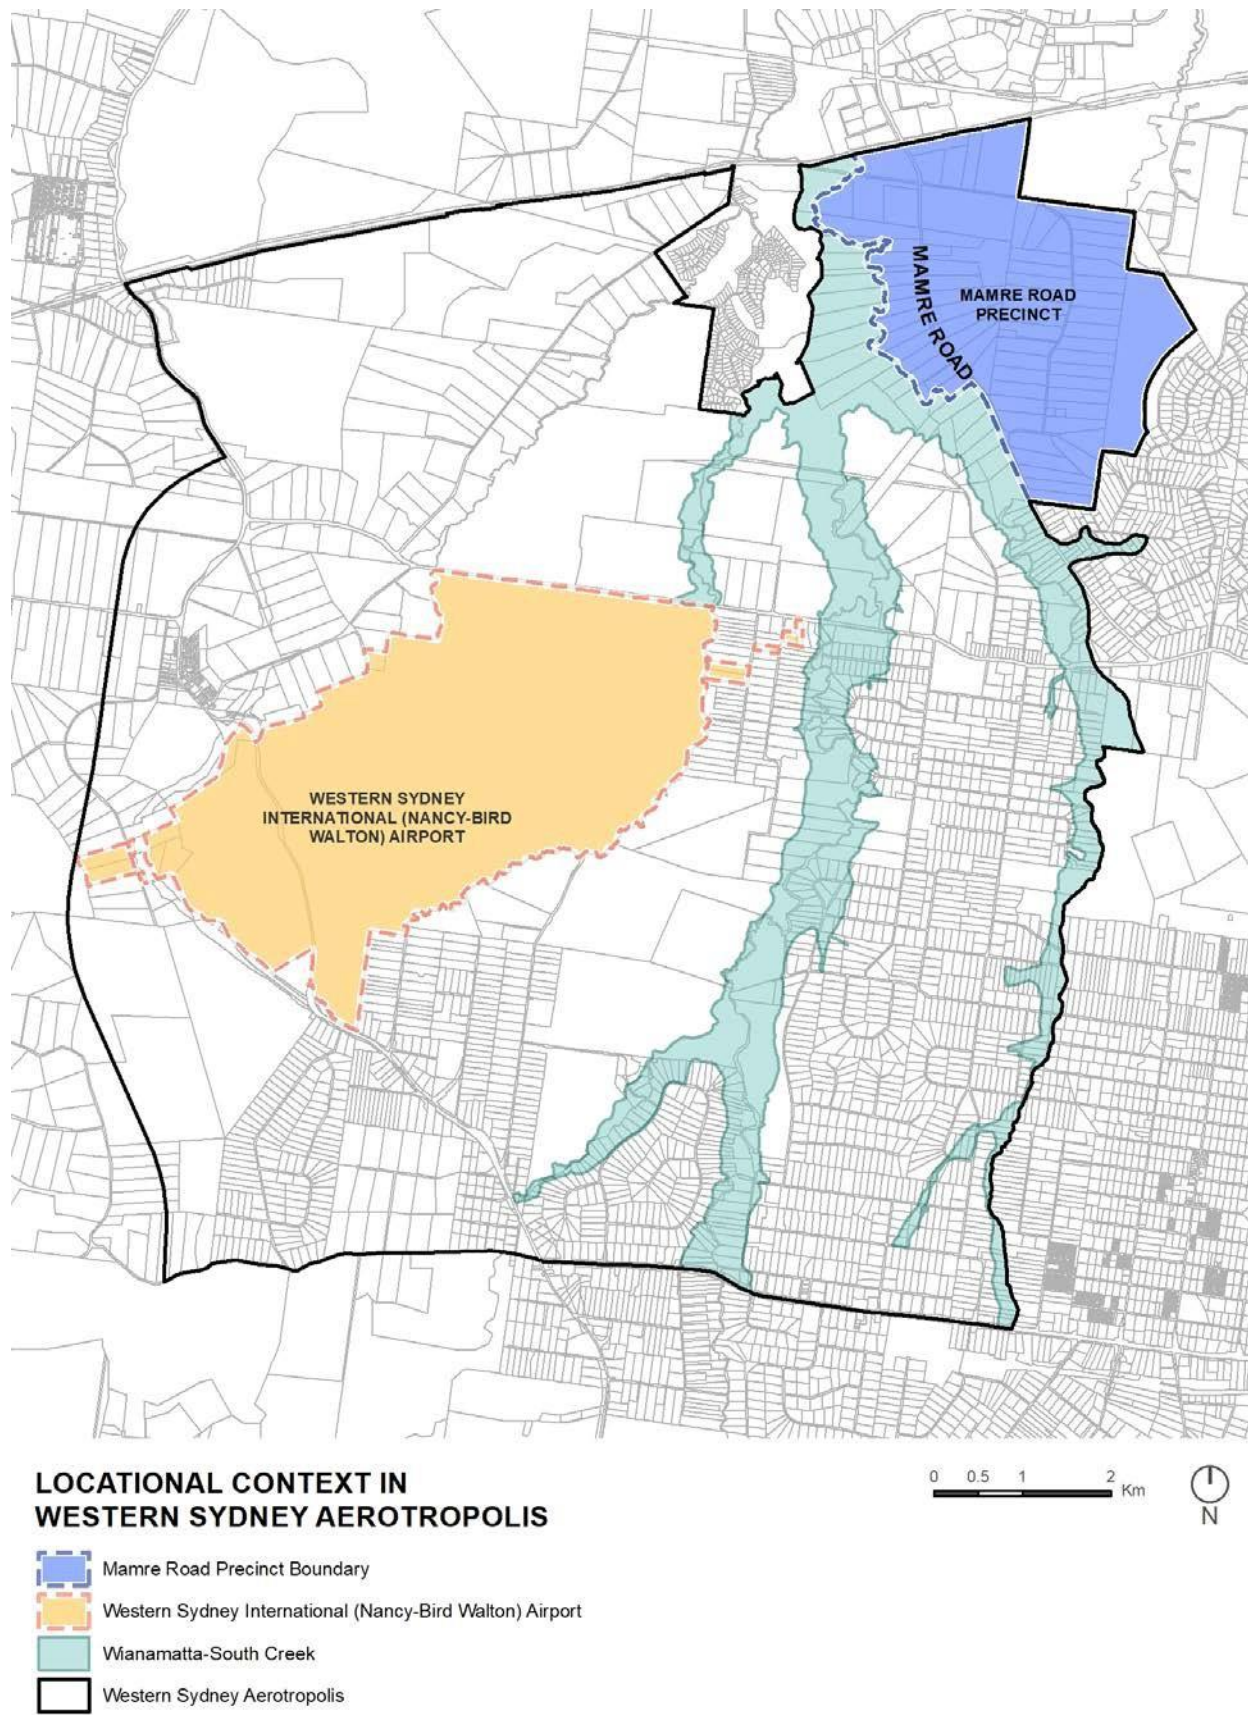 MAMRE ROAD
MAMRE ROAD
PRECINCT
WESTERN SYDNEY
INTERNATIONAL (NANCY-BIRD
WALTON) AIRPORT
LOCATIONAL CONTEXT IN
WESTERN SYDNEY AEROTROPOLIS
0 0.5 1 2 Km
N
Mamre Road Precinct Boundary
Western Sydney International (Nancy-Bird Walton) Airport
Wianamatta-South Creek
Western Sydney Aerotropolis